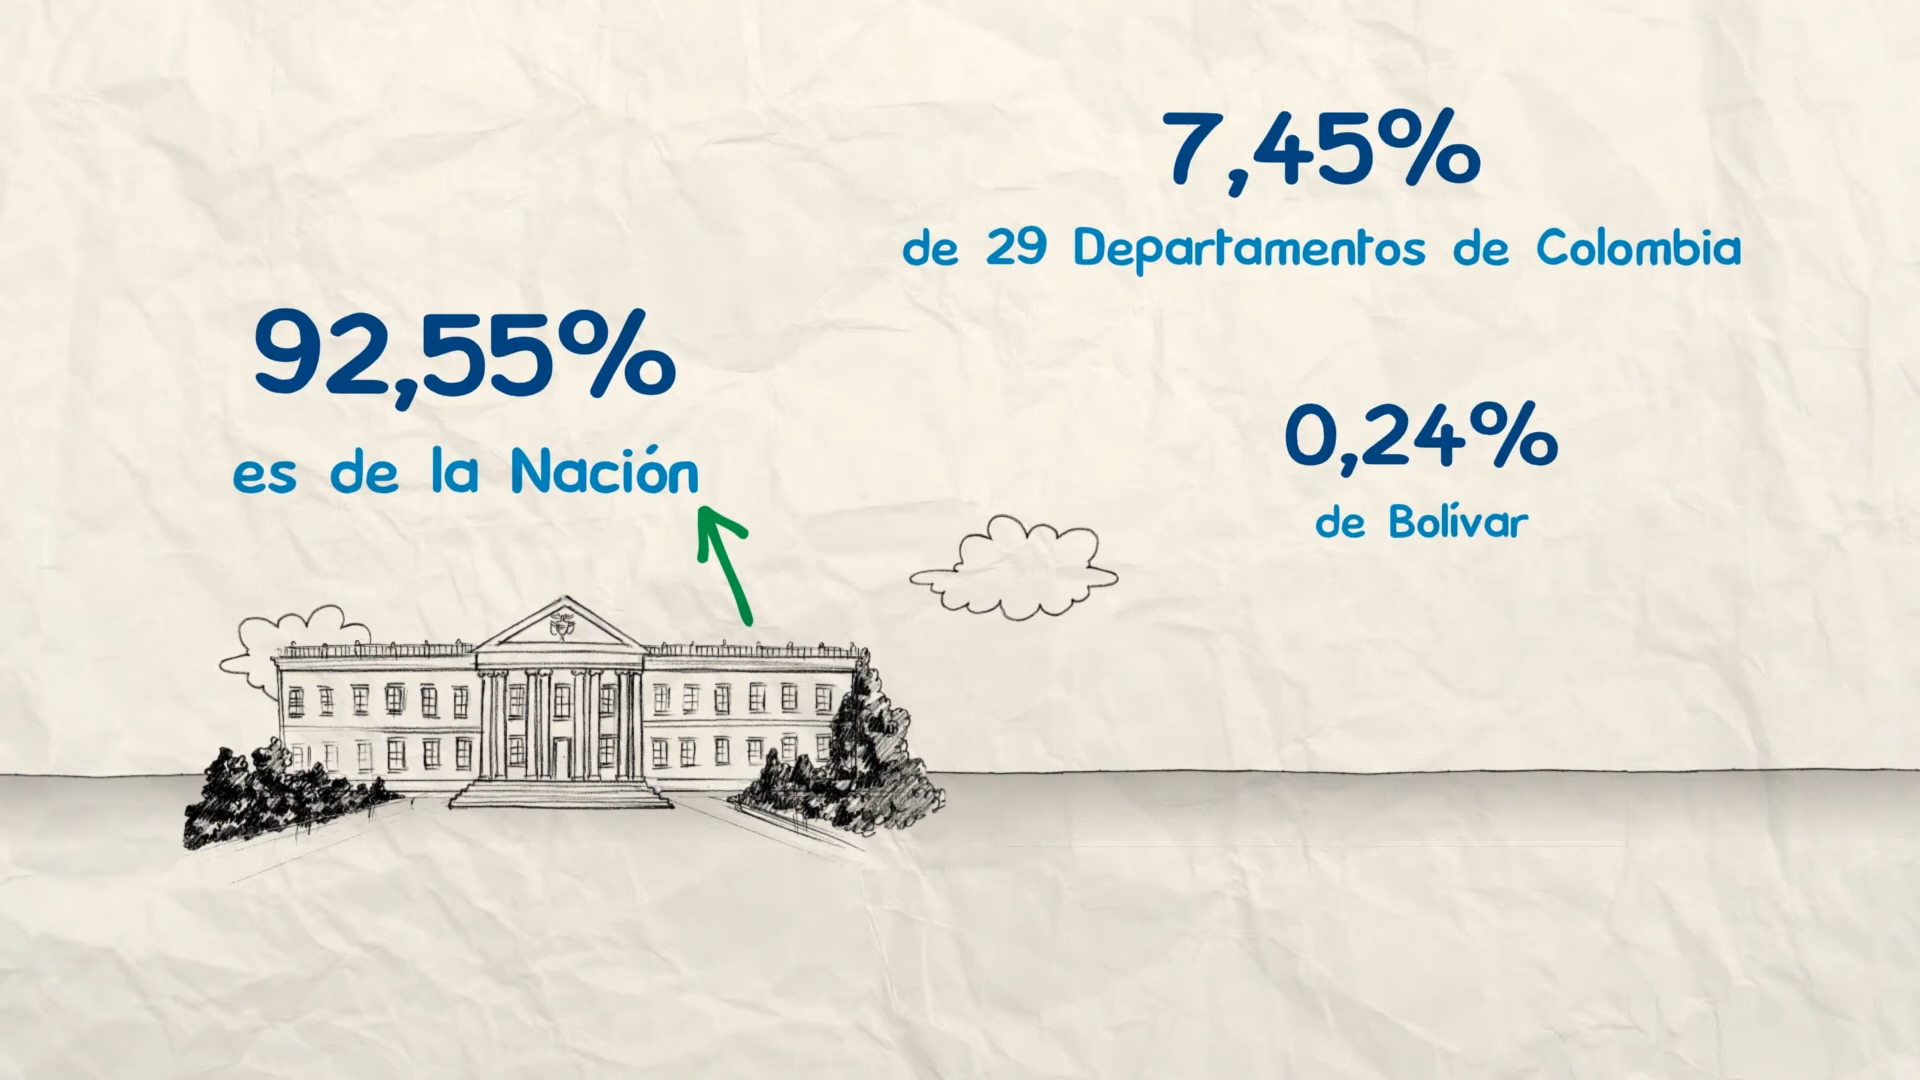 92,55%
es de la Nación
7,45%
de 29 Departamentos de Colombia
0,24%
de Bolívar